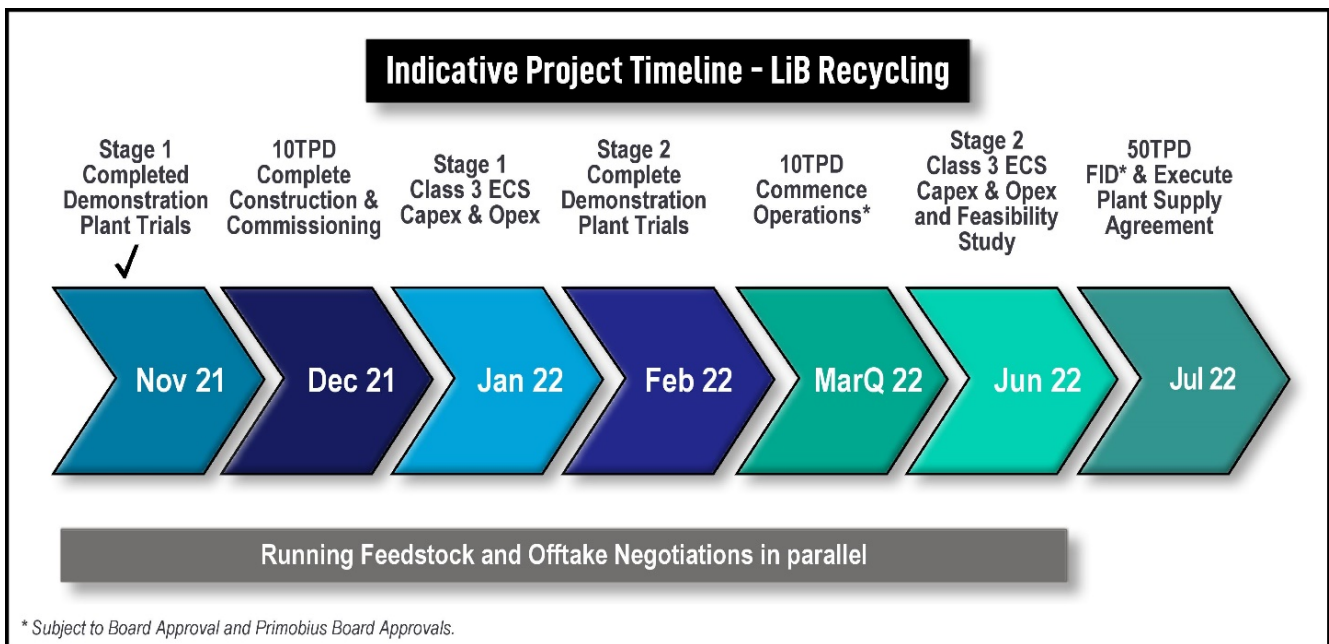 Indicative Project Timeline - LiB Recycling
Stage 1
Completed
Demonstration
Plant Trials
✓
10TPD
Complete
Construction &
Commissioning
Stage 1
Class 3 ECS
Capex & Opex
Stage 2
Complete
Demonstration
Plant Trials
10TPD
Commence
Operations*
Stage 2
Class 3 ECS
Capex & Opex
and Feasibility
Study
50TPD
FID* & Execute
Plant Supply
Agreement
Nov 21
Dec 21
Jan 22
Feb 22
MarQ 22
Jun 22
Jul 22
Running Feedstock and Offtake Negotiations in parallel
* Subject to Board Approval and Primobius Board Approvals.